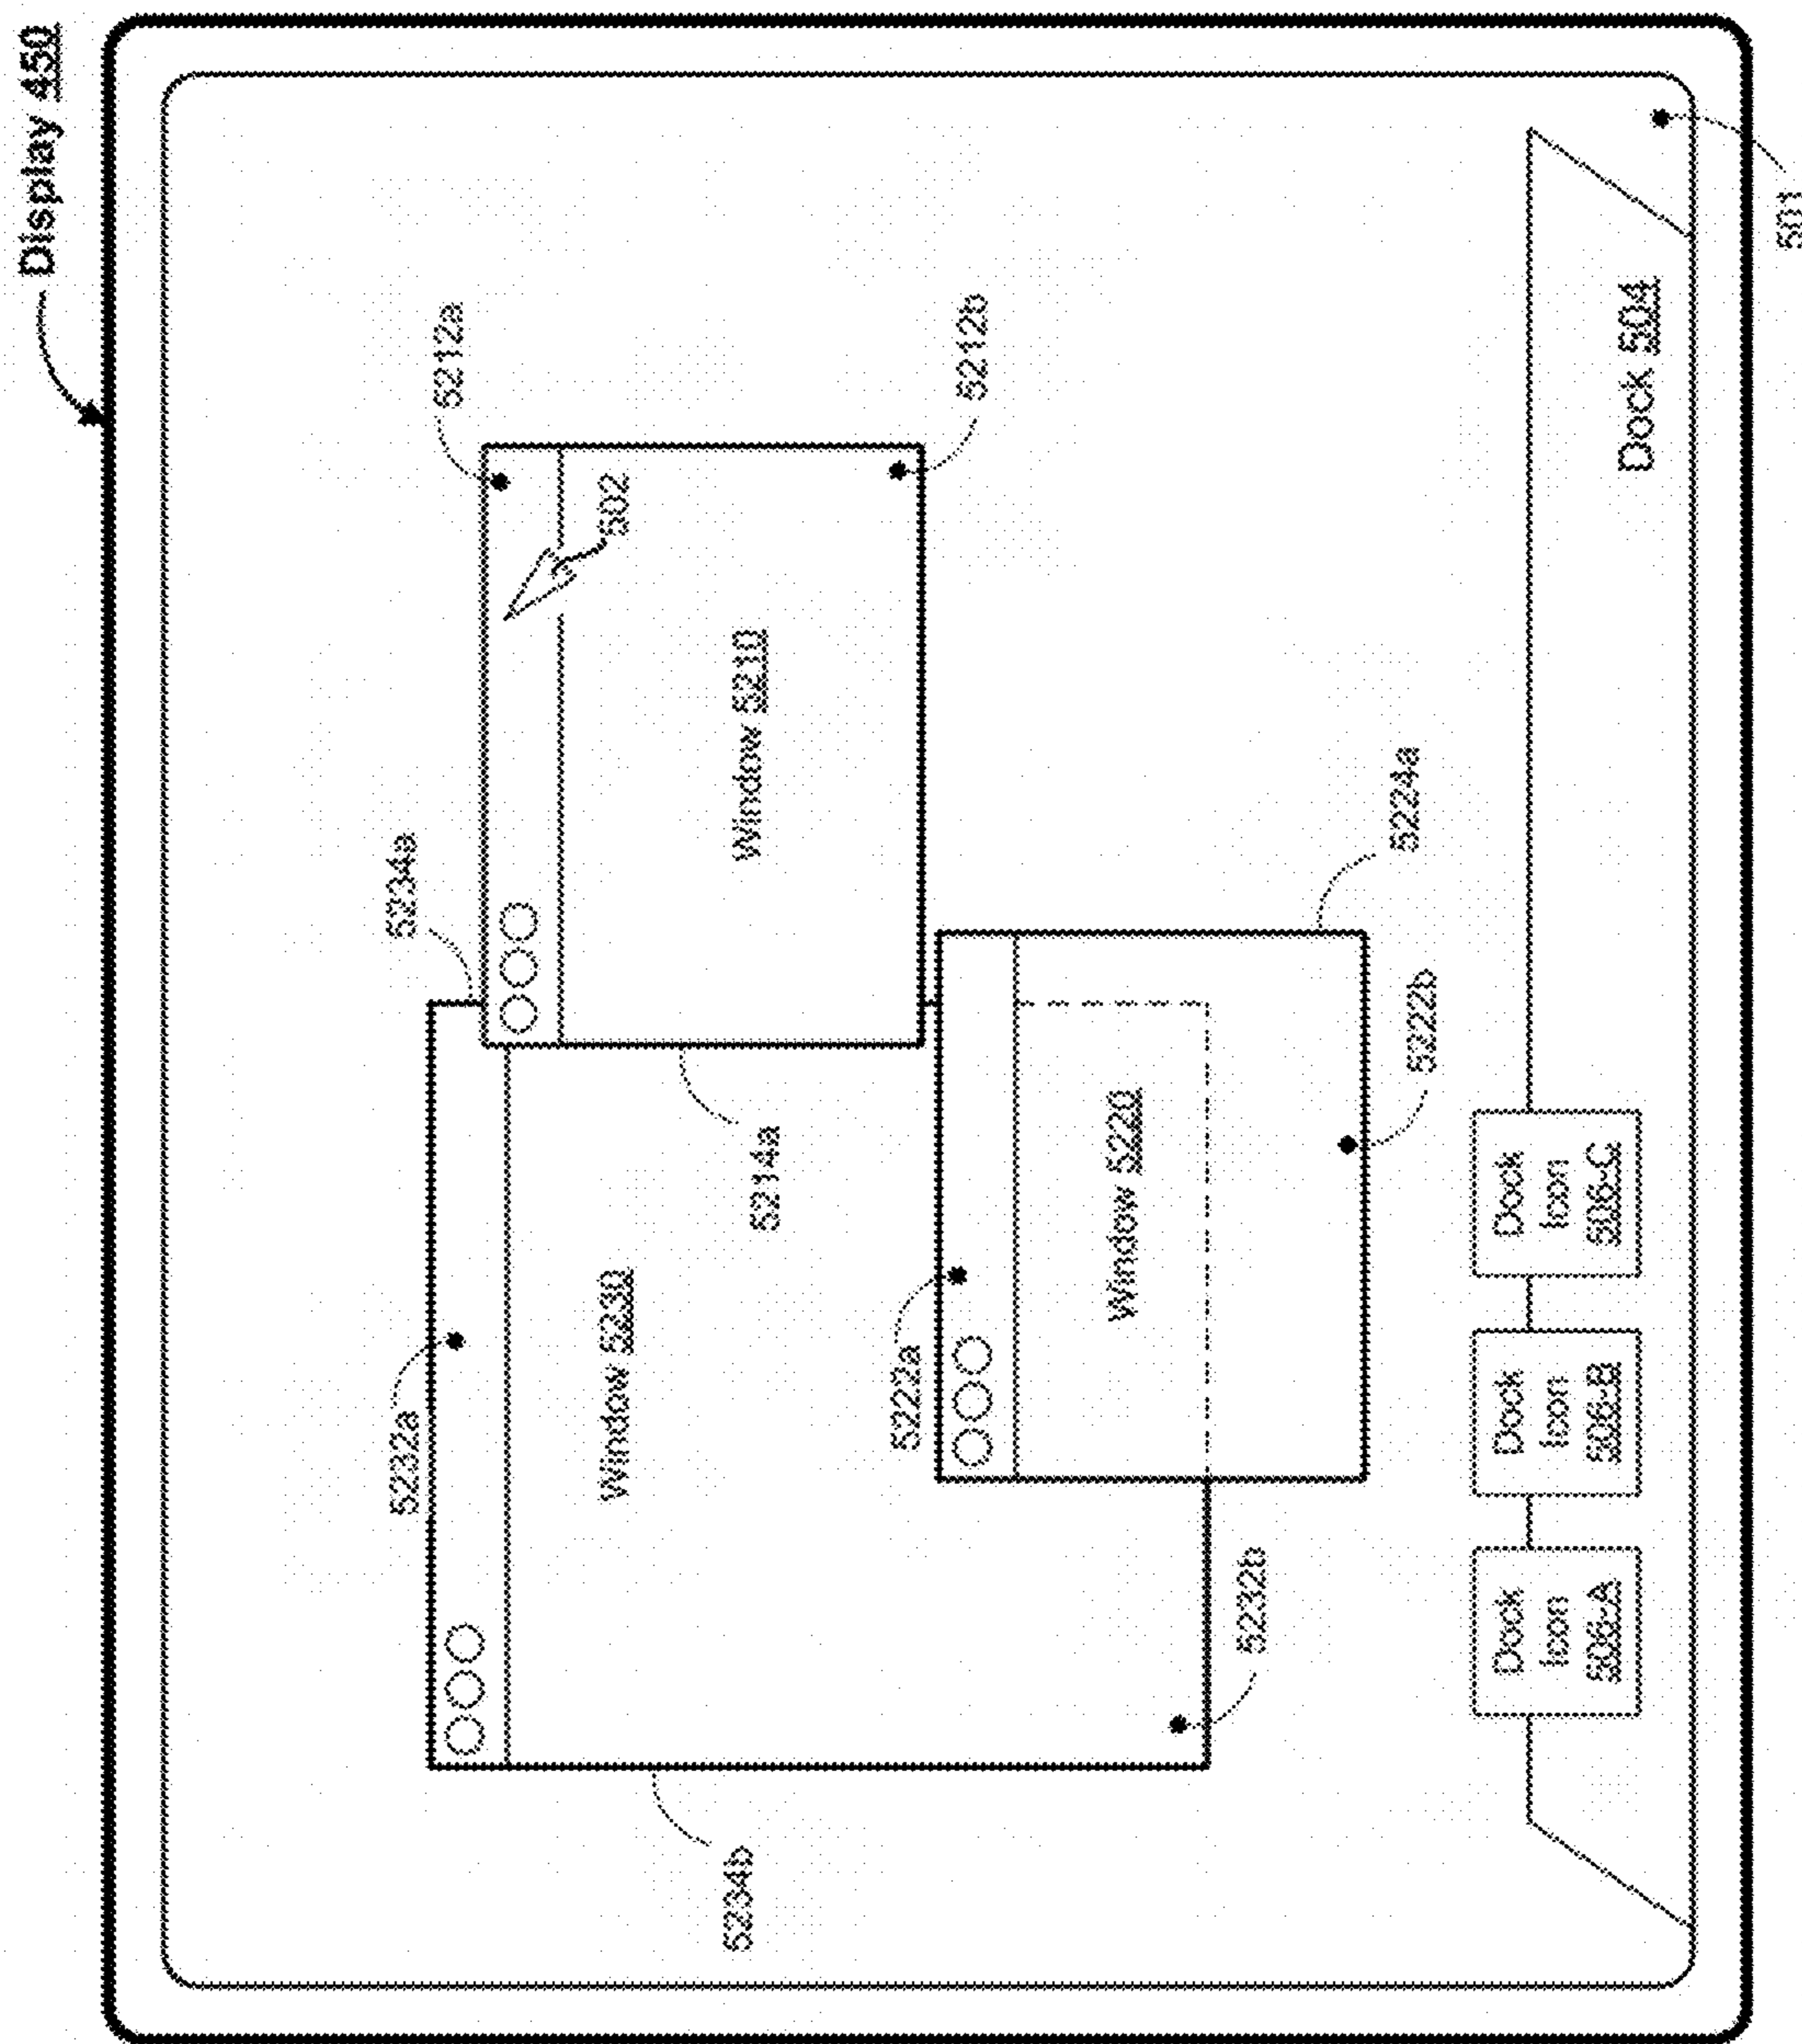 Display 450
5234a
5212a
5232a
502
Window 5230
Window 5210
5234b
5214a
5212b
5222a
Window 5220
5232b
5224a
5222b
Dock
Icon
506-A
Dock
Icon
506-B
Dock
Icon
506-C
Dock 504
501